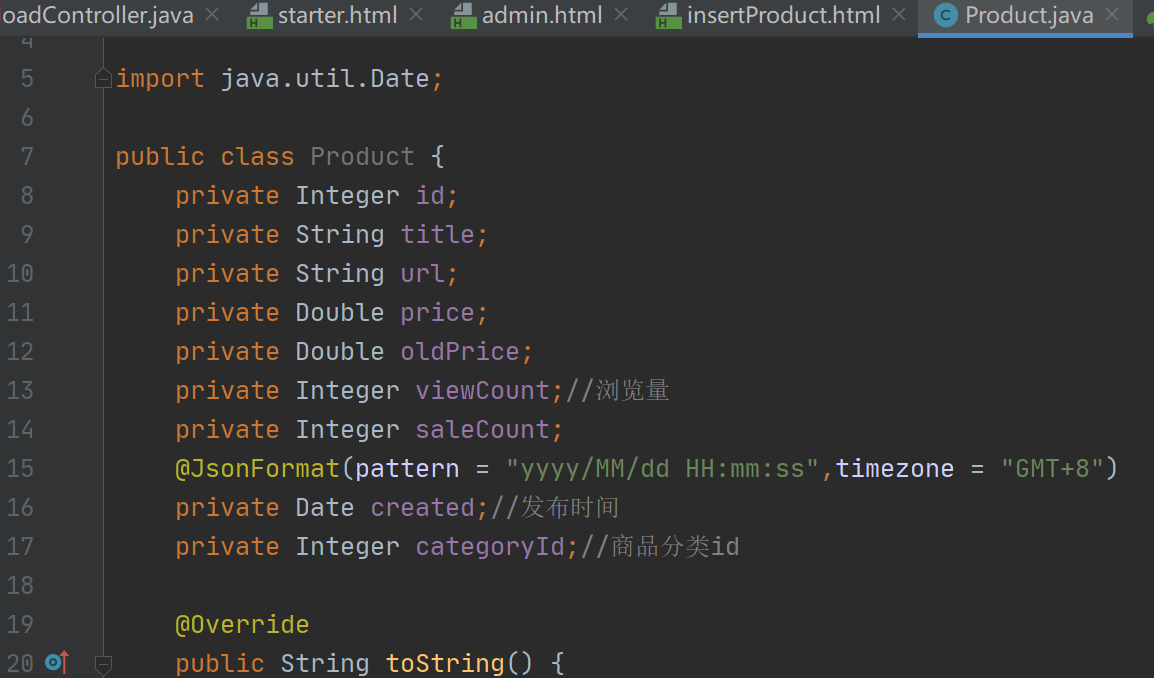 loadController.java starter.html admin.html insertProduct.html Product.java
4
5 import java.util.Date;
6
7 public class Product {
8 private Integer id;
9 private String title;
10 private String url;
11 private Double price;
12 private Double oldPrice;
13 private Integer viewCount;//浏览量
14 private Integer saleCount;
15 @JsonFormat(pattern = "yyyy/MM/dd HH:mm:ss",timezone = "GMT+8")
16 private Date created;//发布时间
17 private Integer categoryId;//商品分类id
18
19 @Override
20 public String toString() {